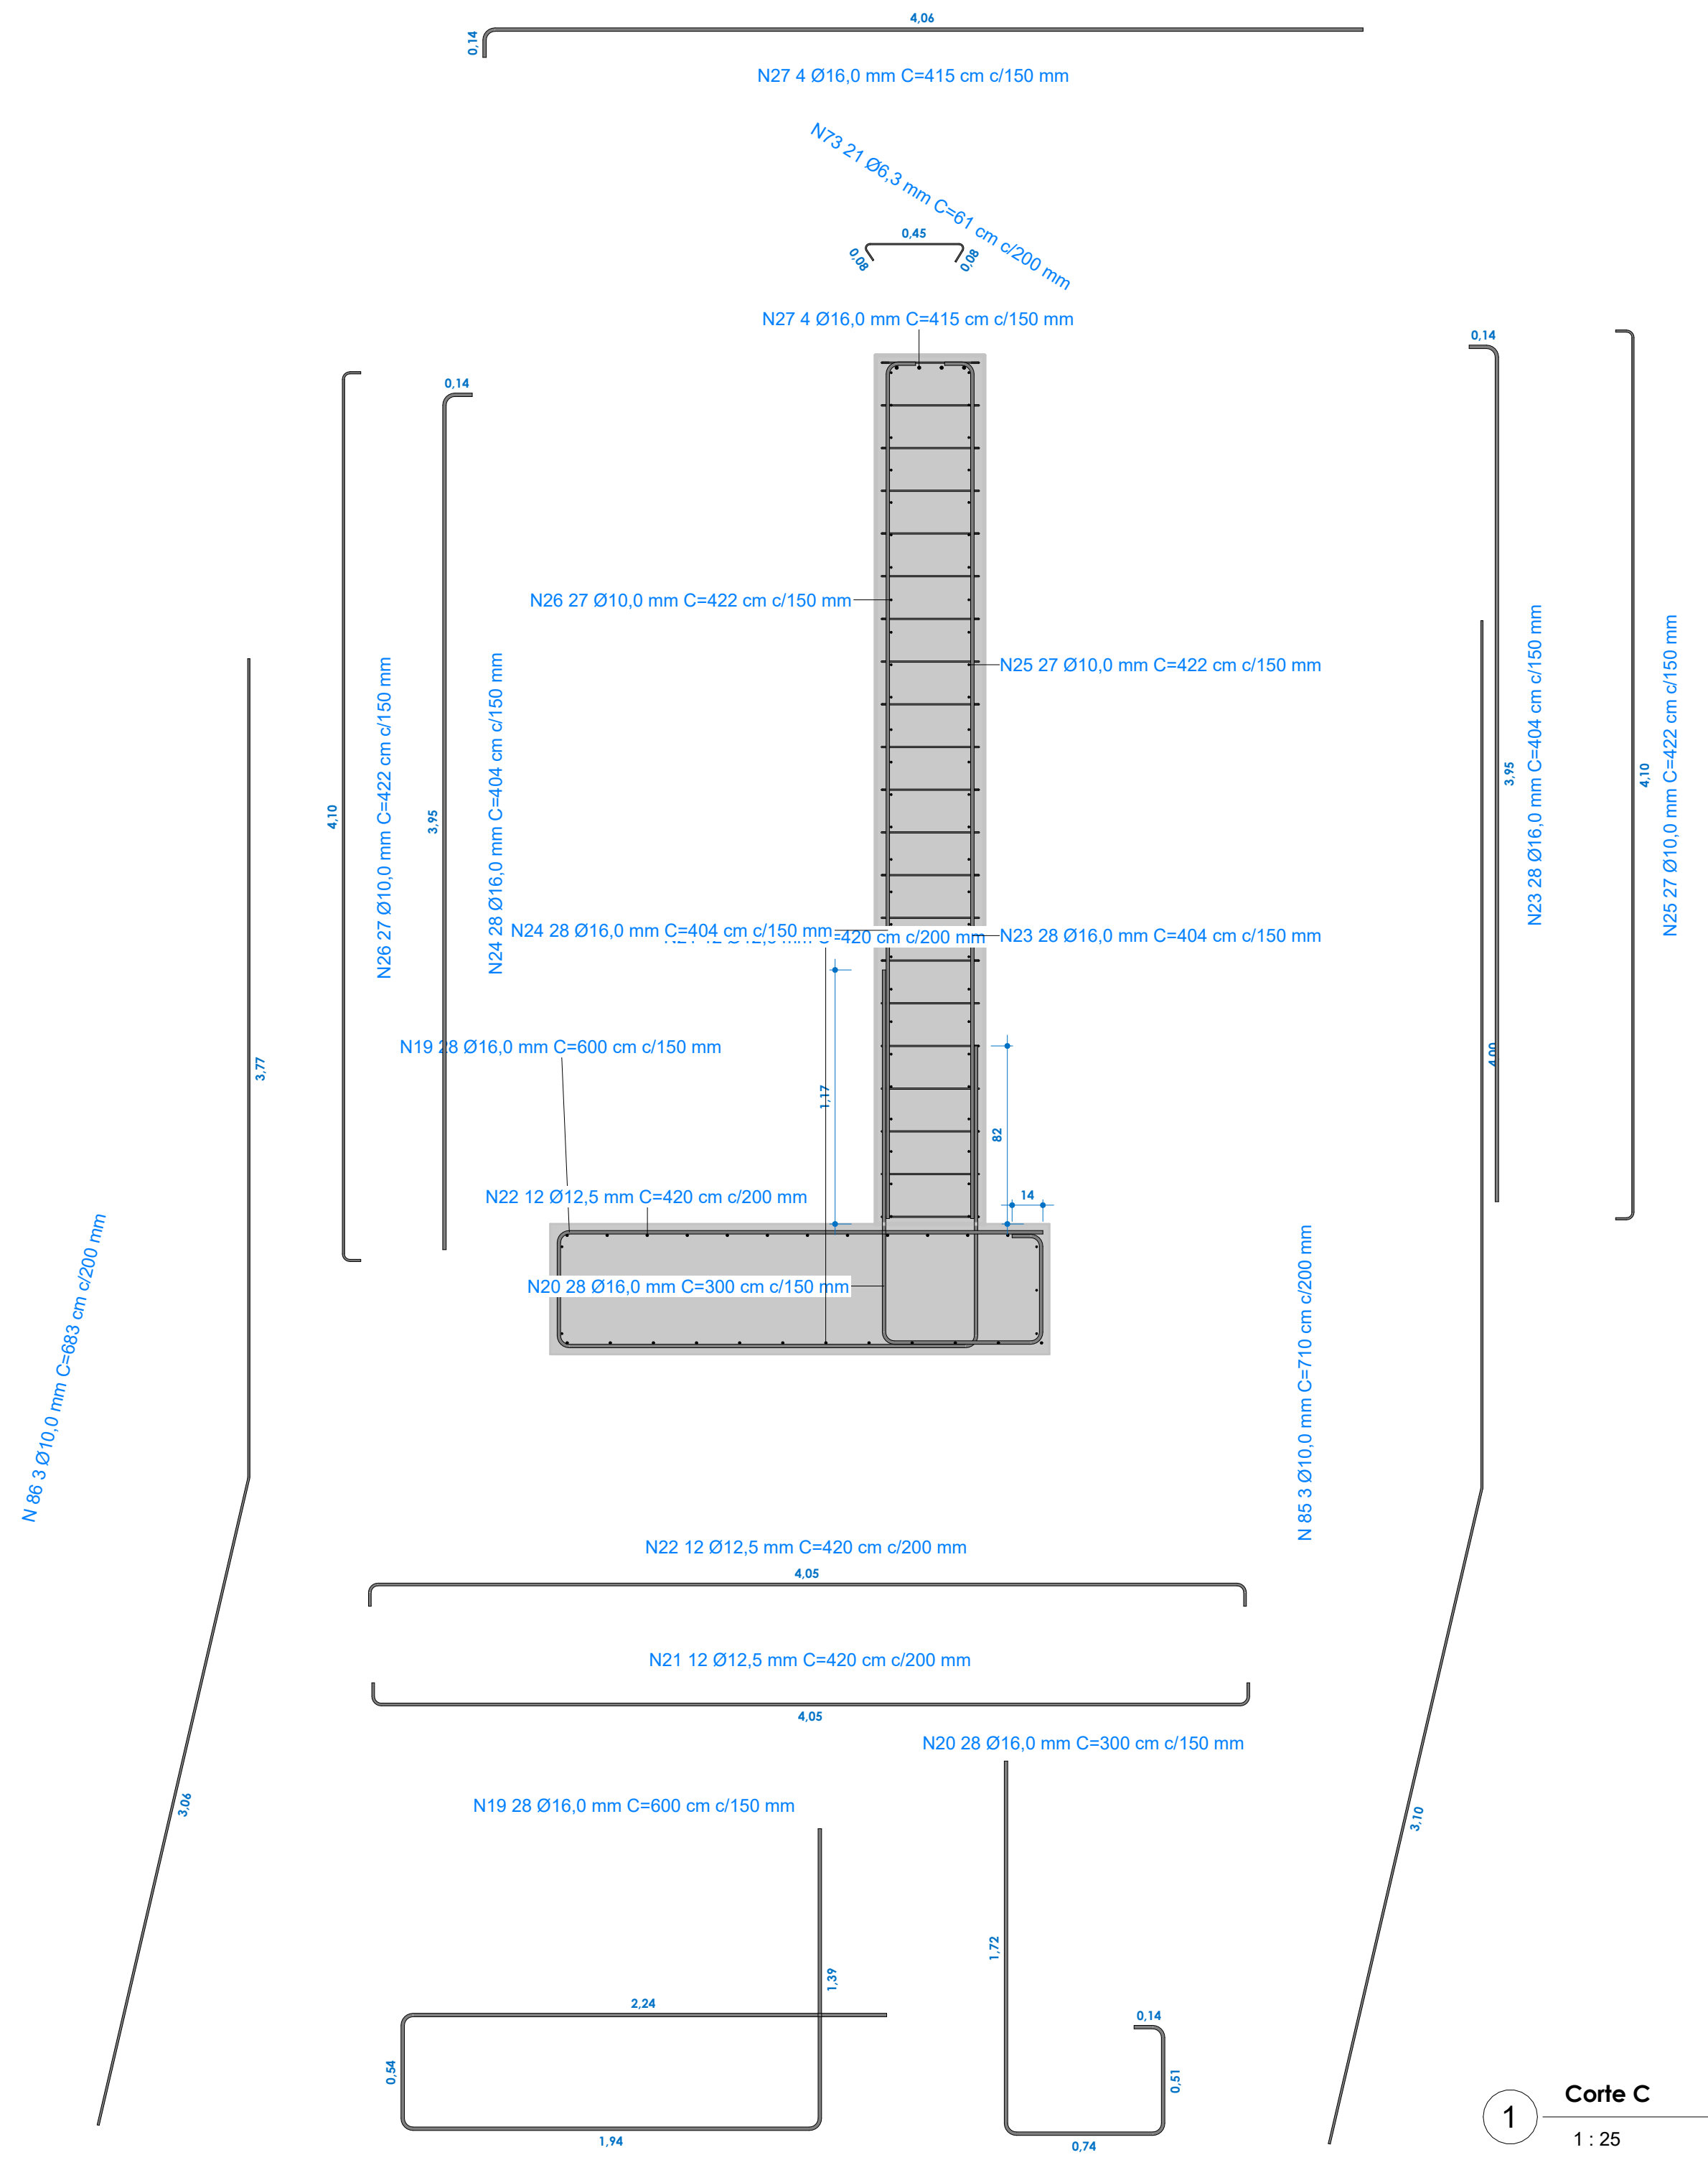 4,06
0,14
N27 4 Ø16,0 mm C=415 cm c/150 mm
N73 21 Ø6,3 mm C=61 cm c/200 mm
0,45
0,08
0,08
N27 4 Ø16,0 mm C=415 cm c/150 mm
0,14
0,14
N26 27 Ø10,0 mm C=422 cm c/150 mm
N25 27 Ø10,0 mm C=422 cm c/150 mm
4,10
N26 27 Ø10,0 mm C=422 cm c/150 mm
3,95
N24 28 Ø16,0 mm C=404 cm c/150 mm
3,95
N23 28 Ø16,0 mm C=404 cm c/150 mm
4,10
N25 27 Ø10,0 mm C=422 cm c/150 mm
N24 28 Ø16,0 mm C=404 cm c/150 mm
=420 cm c/200 mm
N23 28 Ø16,0 mm C=404 cm c/150 mm
3,77
N19 28 Ø16,0 mm C=600 cm c/150 mm
4,00
1,17
82
14
N22 12 Ø12,5 mm C=420 cm c/200 mm
N20 28 Ø16,0 mm C=300 cm c/150 mm
N 86 3 Ø10,0 mm C=683 cm c/200 mm
N 85 3 Ø10,0 mm C=710 cm c/200 mm
N22 12 Ø12,5 mm C=420 cm c/200 mm
4,05
N21 12 Ø12,5 mm C=420 cm c/200 mm
4,05
N20 28 Ø16,0 mm C=300 cm c/150 mm
N19 28 Ø16,0 mm C=600 cm c/150 mm
3,06
3,10
1,72
1,39
2,24
0,14
0,54
0,51
1,94
0,74
1
Corte C
1 : 25